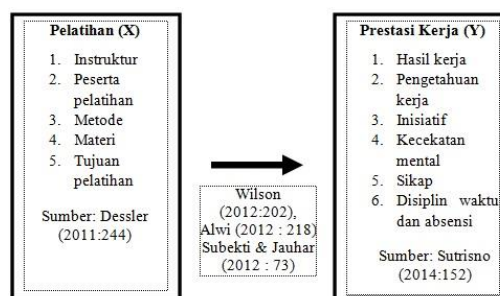 Pelatihan (X)
1. Instruktur
2. Peserta
pelatihan
3. Metode
4. Materi
5. Tujuan
pelatihan
Sumber: Dessler
(2011:244)
Wilson
(2012:202),
Alwi (2012 : 218)
Subekti & Jauhar
(2012 : 73)
Prestasi Kerja (Y)
1. Hasil kerja
2. Pengetahuan
kerja
3. Inisiatif
4. Kecekatan
mental
5. Sikap
6. Disiplin waktu
dan absensi
Sumber: Sutrisno
(2014:152)